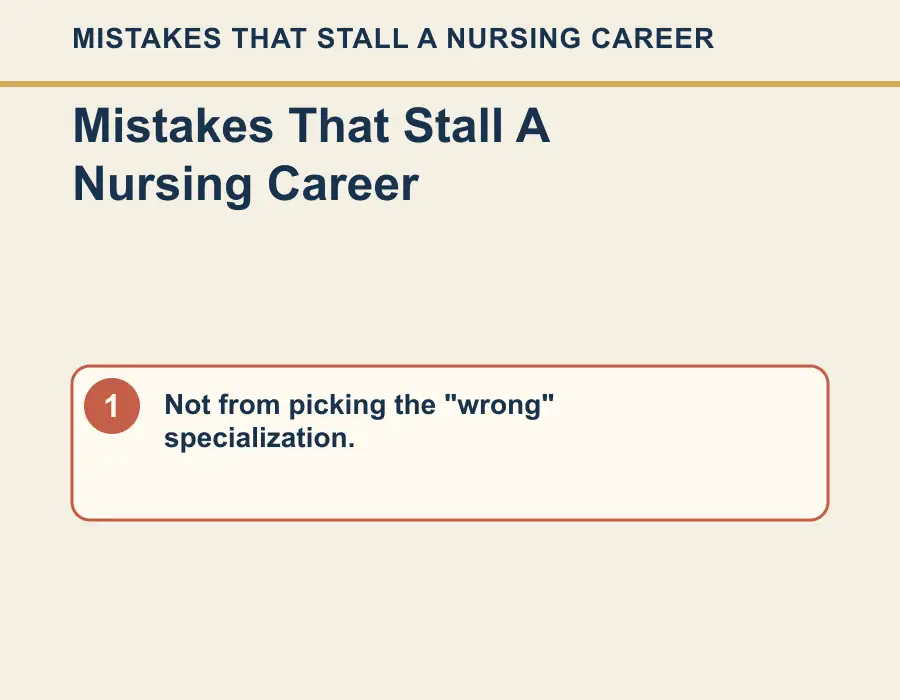 MISTAKES THAT STALL A NURSING CAREER
Mistakes That Stall A
Nursing Career
1
Not from picking the "wrong"
specialization.